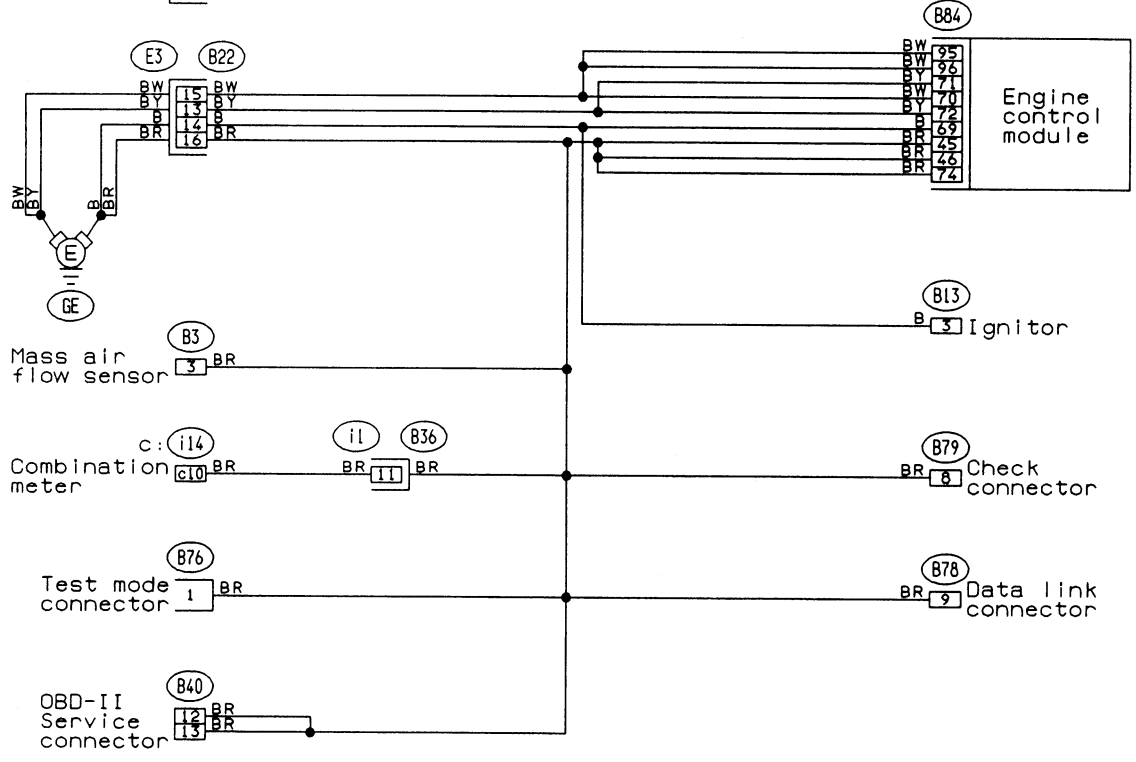 B84
E3 B22
BW 95
BW 96
BY 71
BW 15 BW
BW 70
BY 13 BY
BY 72
B 14 B
B 69
BR 16 BR
BR 45
BR 46
BR 74
Engine
control
module
BW BY B BR
E
GE
B13
B 3 Ignitor
B3
Mass air
flow sensor
3 BR
c: i14
i1 B36
B79
Combination
meter
c10 BR
BR 11 BR
BR 8 Check
connector
B76
B78
Test mode
connector
1 BR
BR 9 Data link
connector
B40
OBD-II
Service
connector
12 BR
13 BR